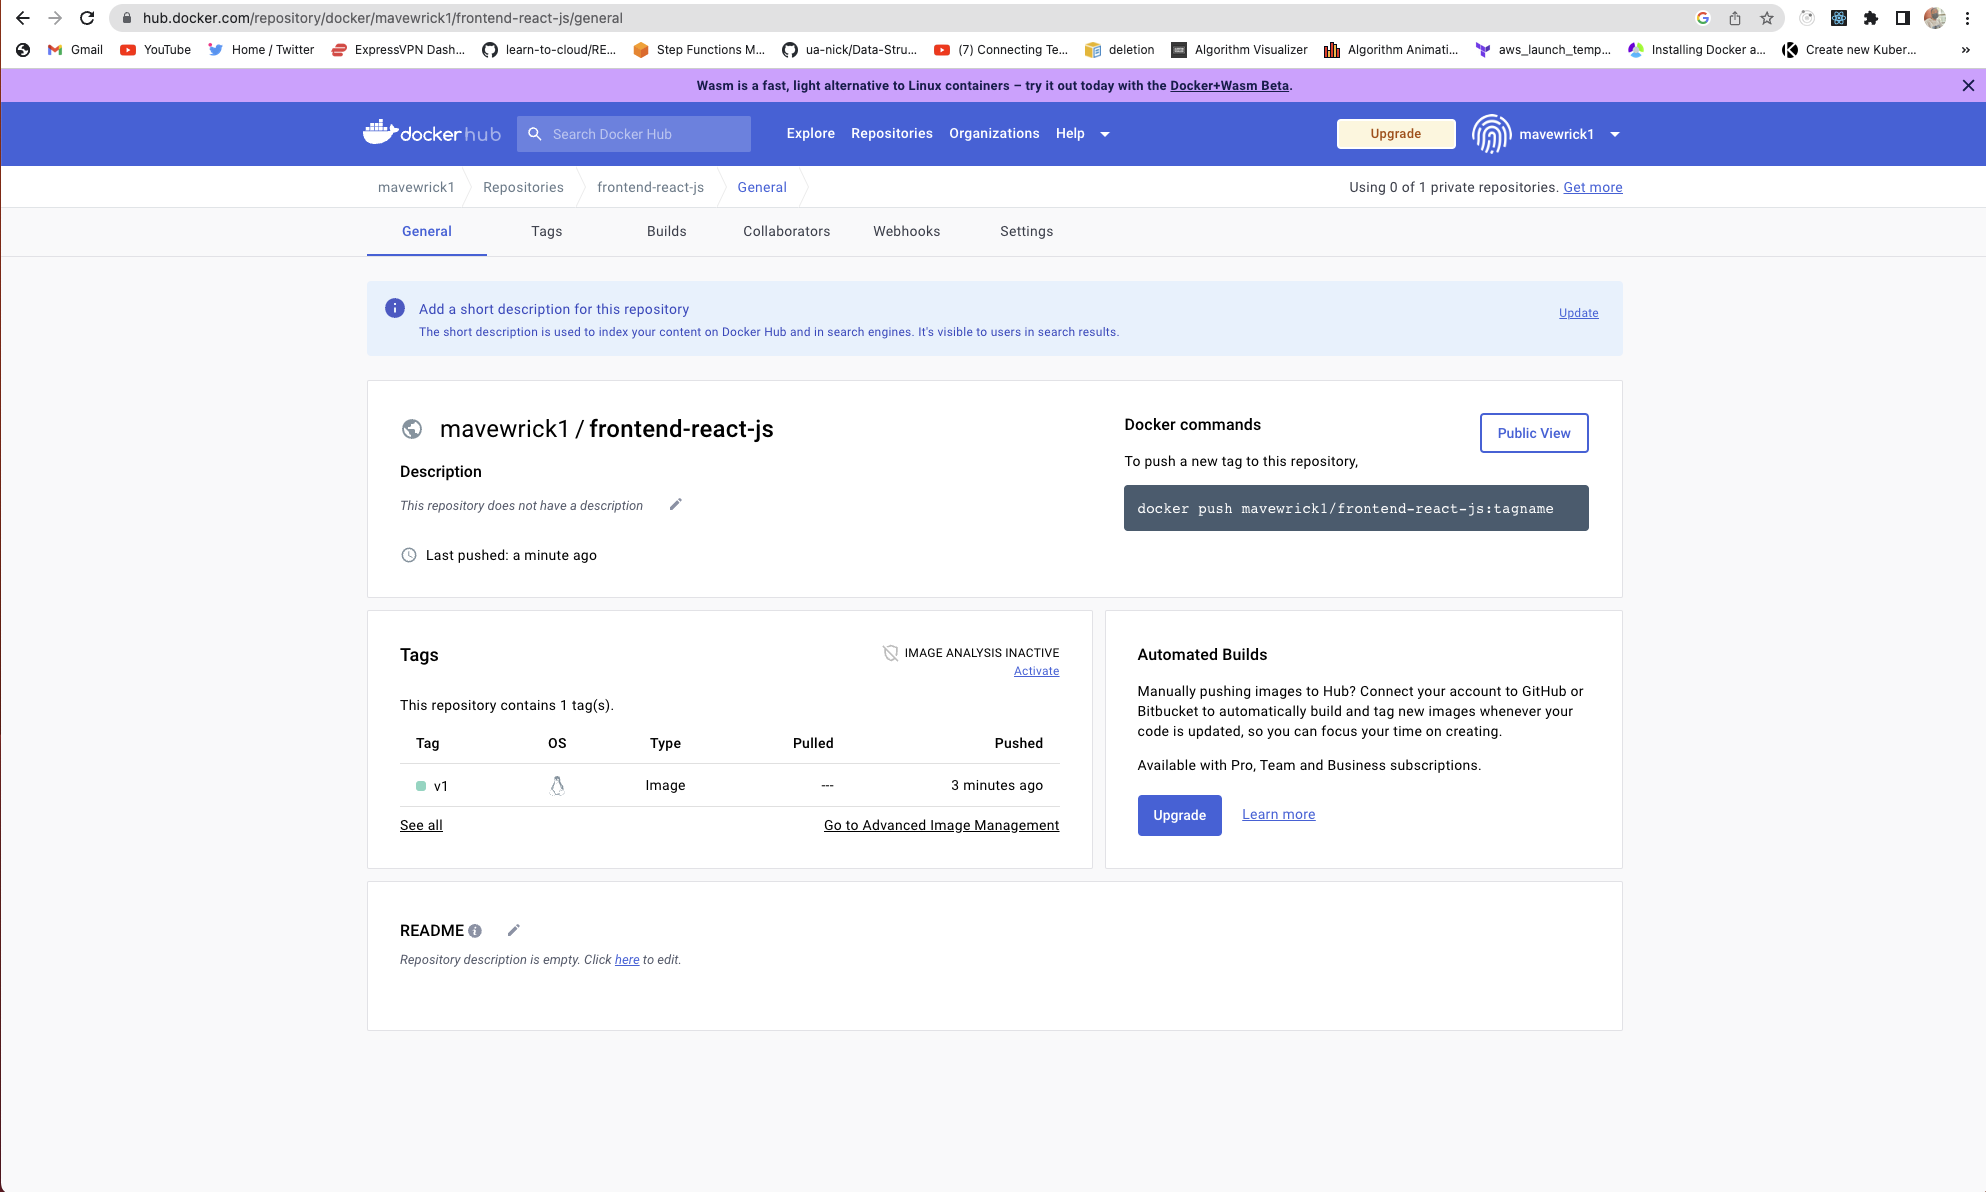 hub.docker.com/repository/docker/mavewrick1/frontend-react-js/general
Gmail YouTube Home / Twitter ExpressVPN Dash... learn-to-cloud/RE... Step Functions M... ua-nick/Data-Stru... (7) Connecting Te... deletion Algorithm Visualizer Algorithm Animati... aws_launch_temp... Installing Docker a... Create new Kuber... »
Wasm is a fast, light alternative to Linux containers – try it out today with the Docker+Wasm Beta.
docker hub Search Docker Hub Explore Repositories Organizations Help Upgrade mavewrick1
mavewrick1 Repositories frontend-react-js General Using 0 of 1 private repositories. Get more
General Tags Builds Collaborators Webhooks Settings
Add a short description for this repository
The short description is used to index your content on Docker Hub and in search engines. It's visible to users in search results.
Update
mavewrick1 / frontend-react-js
Description
This repository does not have a description
Last pushed: a minute ago
Docker commands
Public View
To push a new tag to this repository,
docker push mavewrick1/frontend-react-js:tagname
Tags
IMAGE ANALYSIS INACTIVE
Activate
This repository contains 1 tag(s).
Tag OS Type Pulled Pushed
v1 Image --- 3 minutes ago
See all Go to Advanced Image Management
Automated Builds
Manually pushing images to Hub? Connect your account to GitHub or
Bitbucket to automatically build and tag new images whenever your
code is updated, so you can focus your time on creating.
Available with Pro, Team and Business subscriptions.
Upgrade Learn more
README
Repository description is empty. Click here to edit.